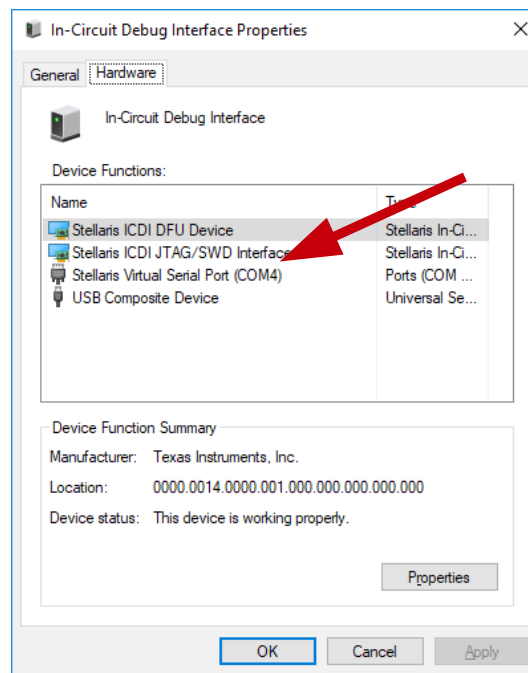 In-Circuit Debug Interface Properties
General Hardware
In-Circuit Debug Interface
Device Functions:
Name
Stellaris ICDI DFU Device Stellaris In-Ci...
Stellaris ICDI JTAG/SWD Interface Stellaris In-Ci...
Stellaris Virtual Serial Port (COM4) Ports (COM ...
USB Composite Device Universal Se...
Device Function Summary
Manufacturer: Texas Instruments, Inc.
Location: 0000.0014.0000.001.000.000.000.000.000
Device status: This device is working properly.
Properties
OK Cancel Apply